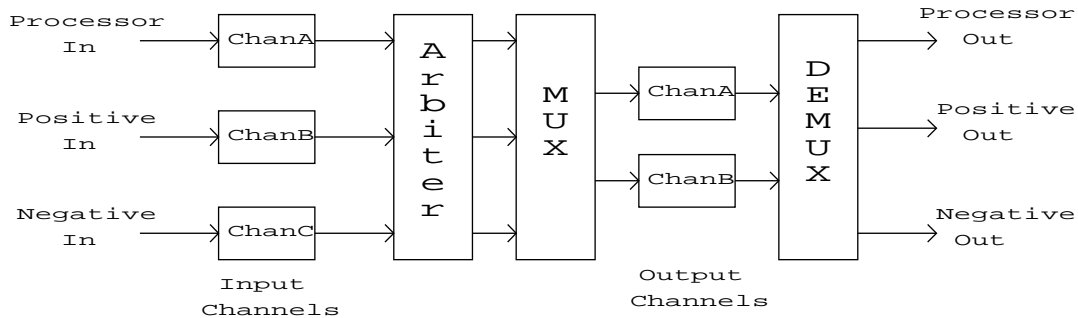 Processor
In
ChanA
Positive
In
ChanB
Negative
In
ChanC
Input
Channels
Arbiter
MUX
ChanA
ChanB
Output
Channels
DEMUX
Processor
Out
Positive
Out
Negative
Out